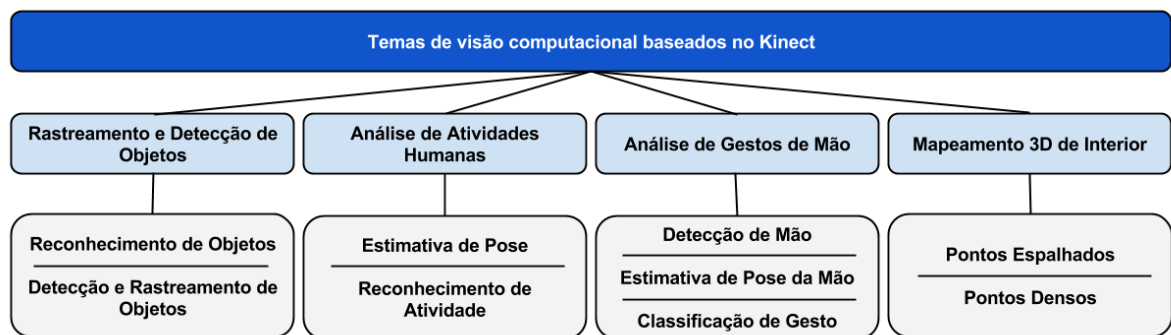 Temas de visão computacional baseados no Kinect
Rastreamento e Detecção de
Objetos
Análise de Atividades
Humanas
Análise de Gestos de Mão
Mapeamento 3D de Interior
Reconhecimento de Objetos
Detecção e Rastreamento de
Objetos
Estimativa de Pose
Reconhecimento de
Atividade
Detecção de Mão
Estimativa de Pose da Mão
Classificação de Gesto
Pontos Espalhados
Pontos Densos